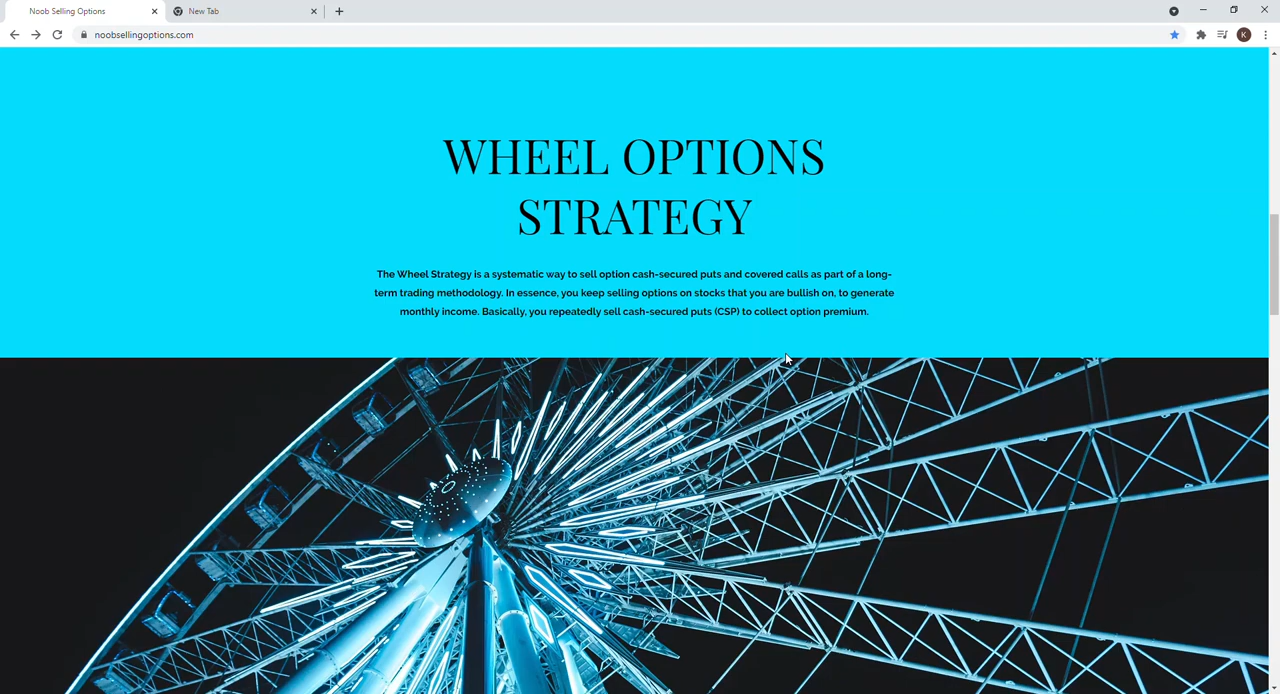 Noob Selling Options
New Tab
noobsellingoptions.com
K
WHEEL OPTIONS
STRATEGY
The Wheel Strategy is a systematic way to sell option cash-secured puts and covered calls as part of a long-
term trading methodology. In essence, you keep selling options on stocks that you are bullish on, to generate
monthly income. Basically, you repeatedly sell cash-secured puts (CSP) to collect option premium.